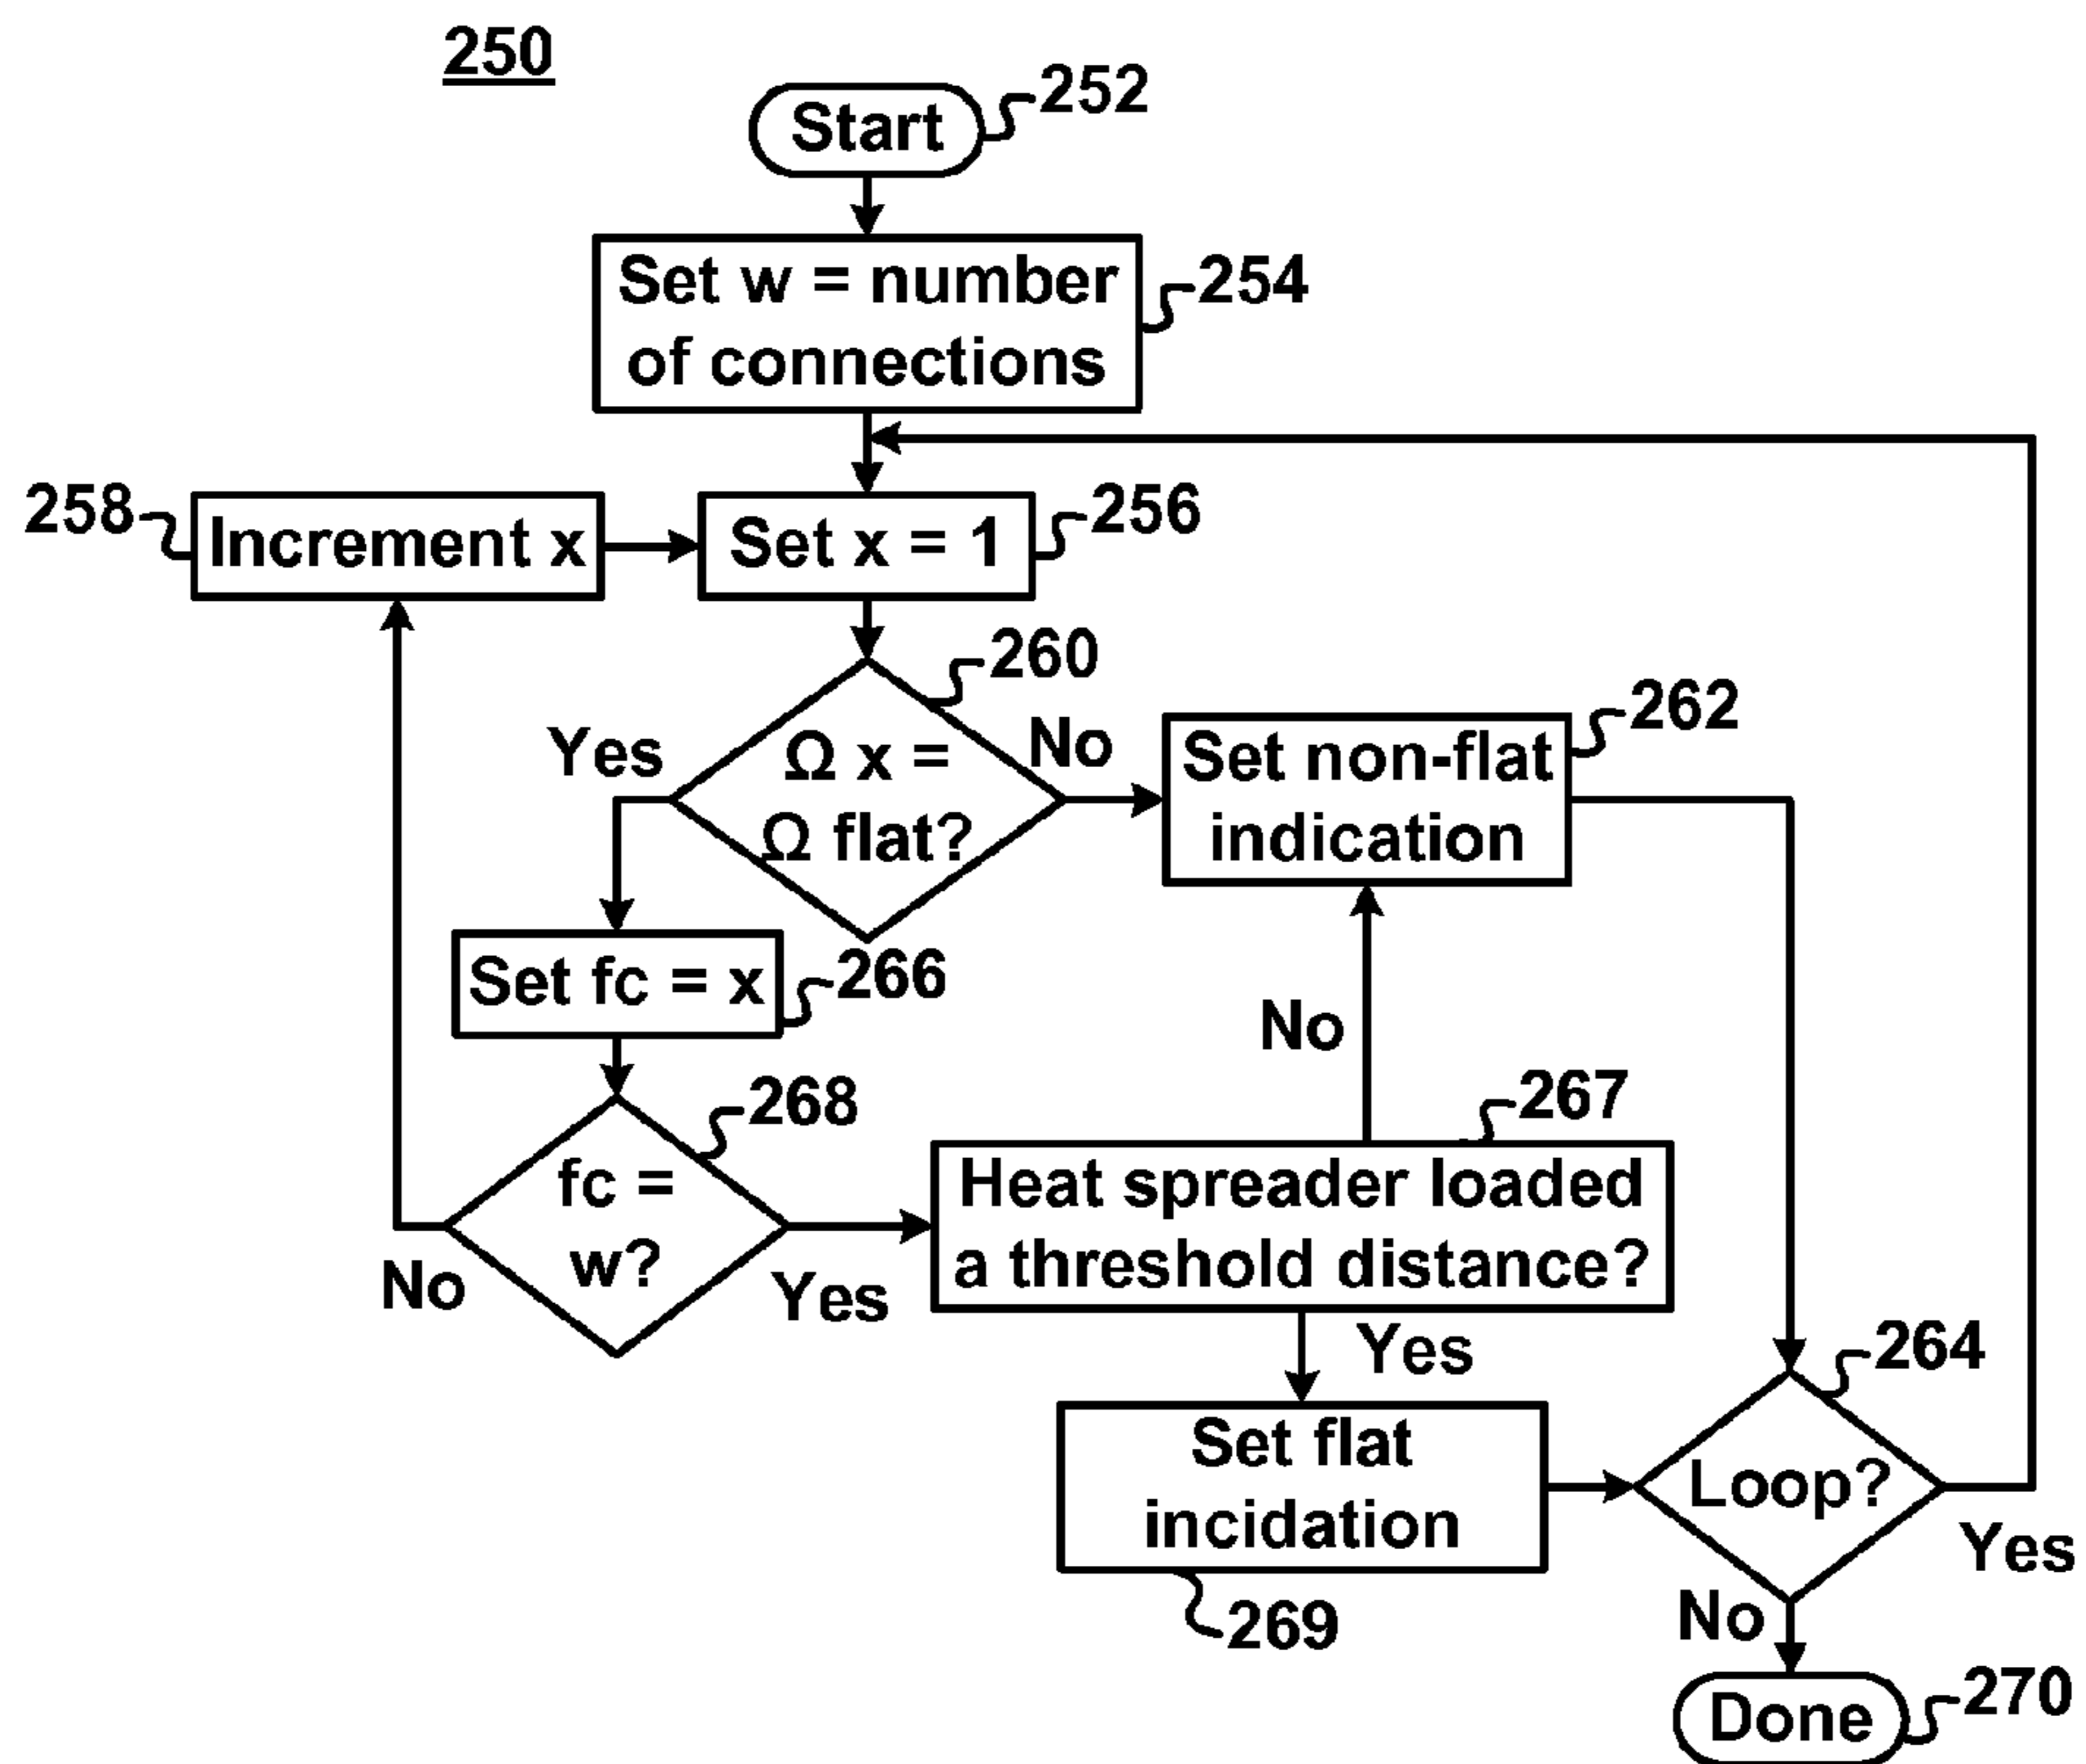 250
Start
252
Set w = number
of connections
254
258
Increment x
Set x = 1
256
260
Yes
Ω x =
Ω flat?
No
Set non-flat
indication
262
Set fc = x
266
No
268
fc =
w?
No
Yes
267
Heat spreader loaded
a threshold distance?
Yes
264
Set flat
incidation
269
Loop?
Yes
No
Done
270